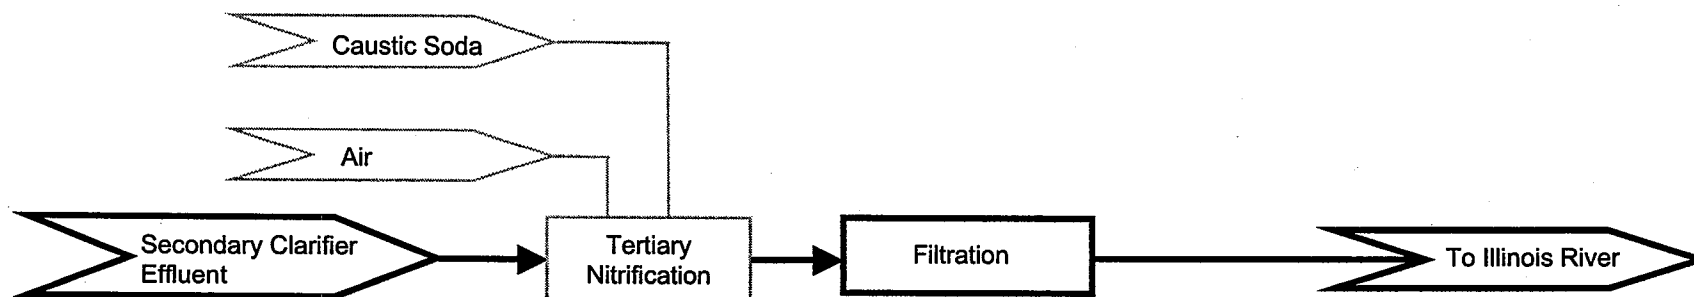 Caustic Soda
Air
Secondary Clarifier
Effluent
Tertiary
Nitrification
Filtration
To Illinois River